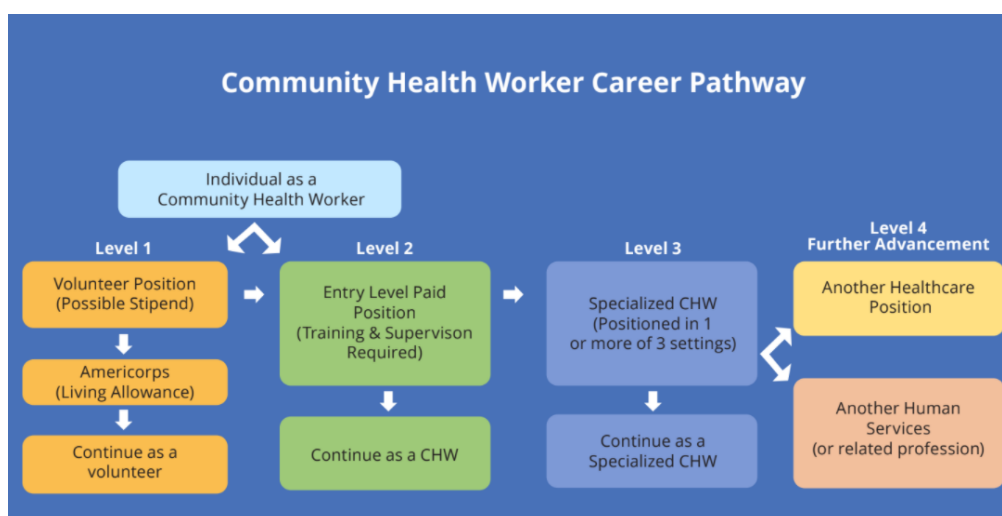 Community Health Worker Career Pathway
Individual as a
Community Health Worker
Level 1
Volunteer Position
(Possible Stipend)
Americorps
(Living Allowance)
Continue as a
volunteer
Level 2
Entry Level Paid
Position
(Training & Supervison
Required)
Continue as a CHW
Level 3
Specialized CHW
(Positioned in 1
or more of 3 settings)
Continue as a
Specialized CHW
Level 4
Further Advancement
Another Healthcare
Position
Another Human
Services
(or related profession)